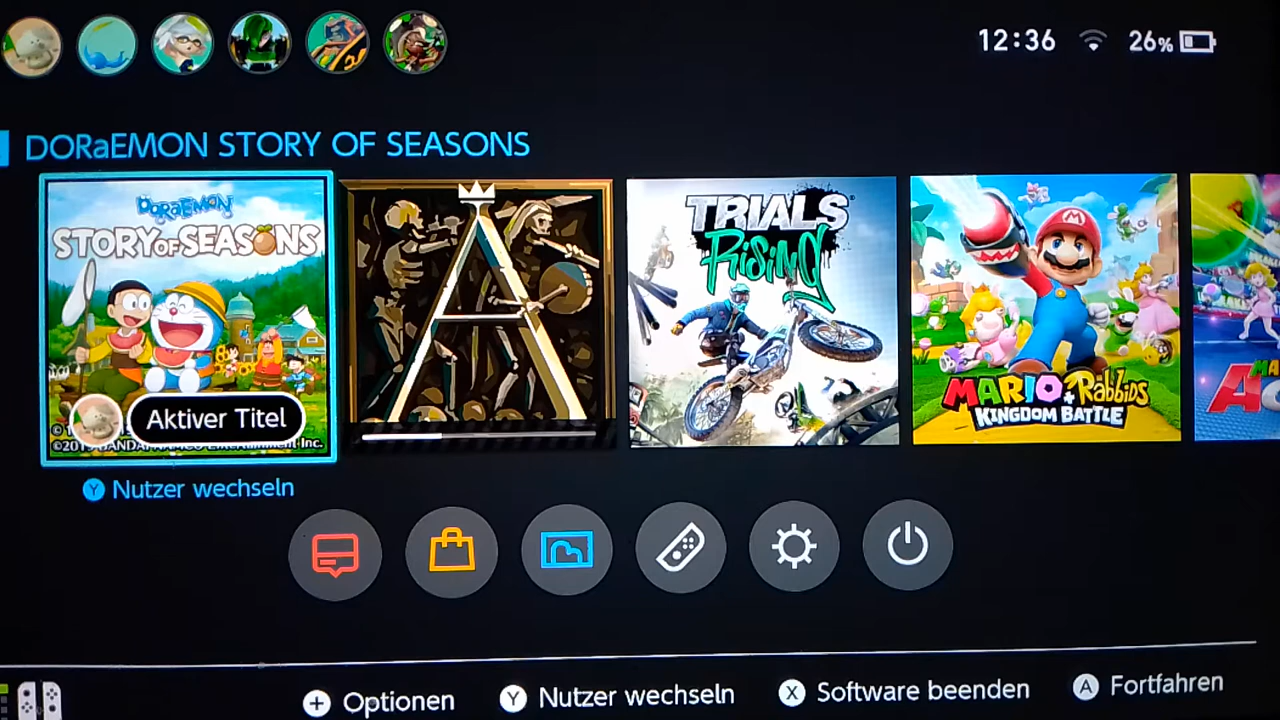 12:36 26%
DORaEMON STORY OF SEASONS
DORaEMON
STORY OF SEASONS
Aktiver Titel
TRIALS
RISING
MARIO + Rabbids
KINGDOM BATTLE
Y Nutzer wechseln
+ Optionen Y Nutzer wechseln X Software beenden A Fortfahren